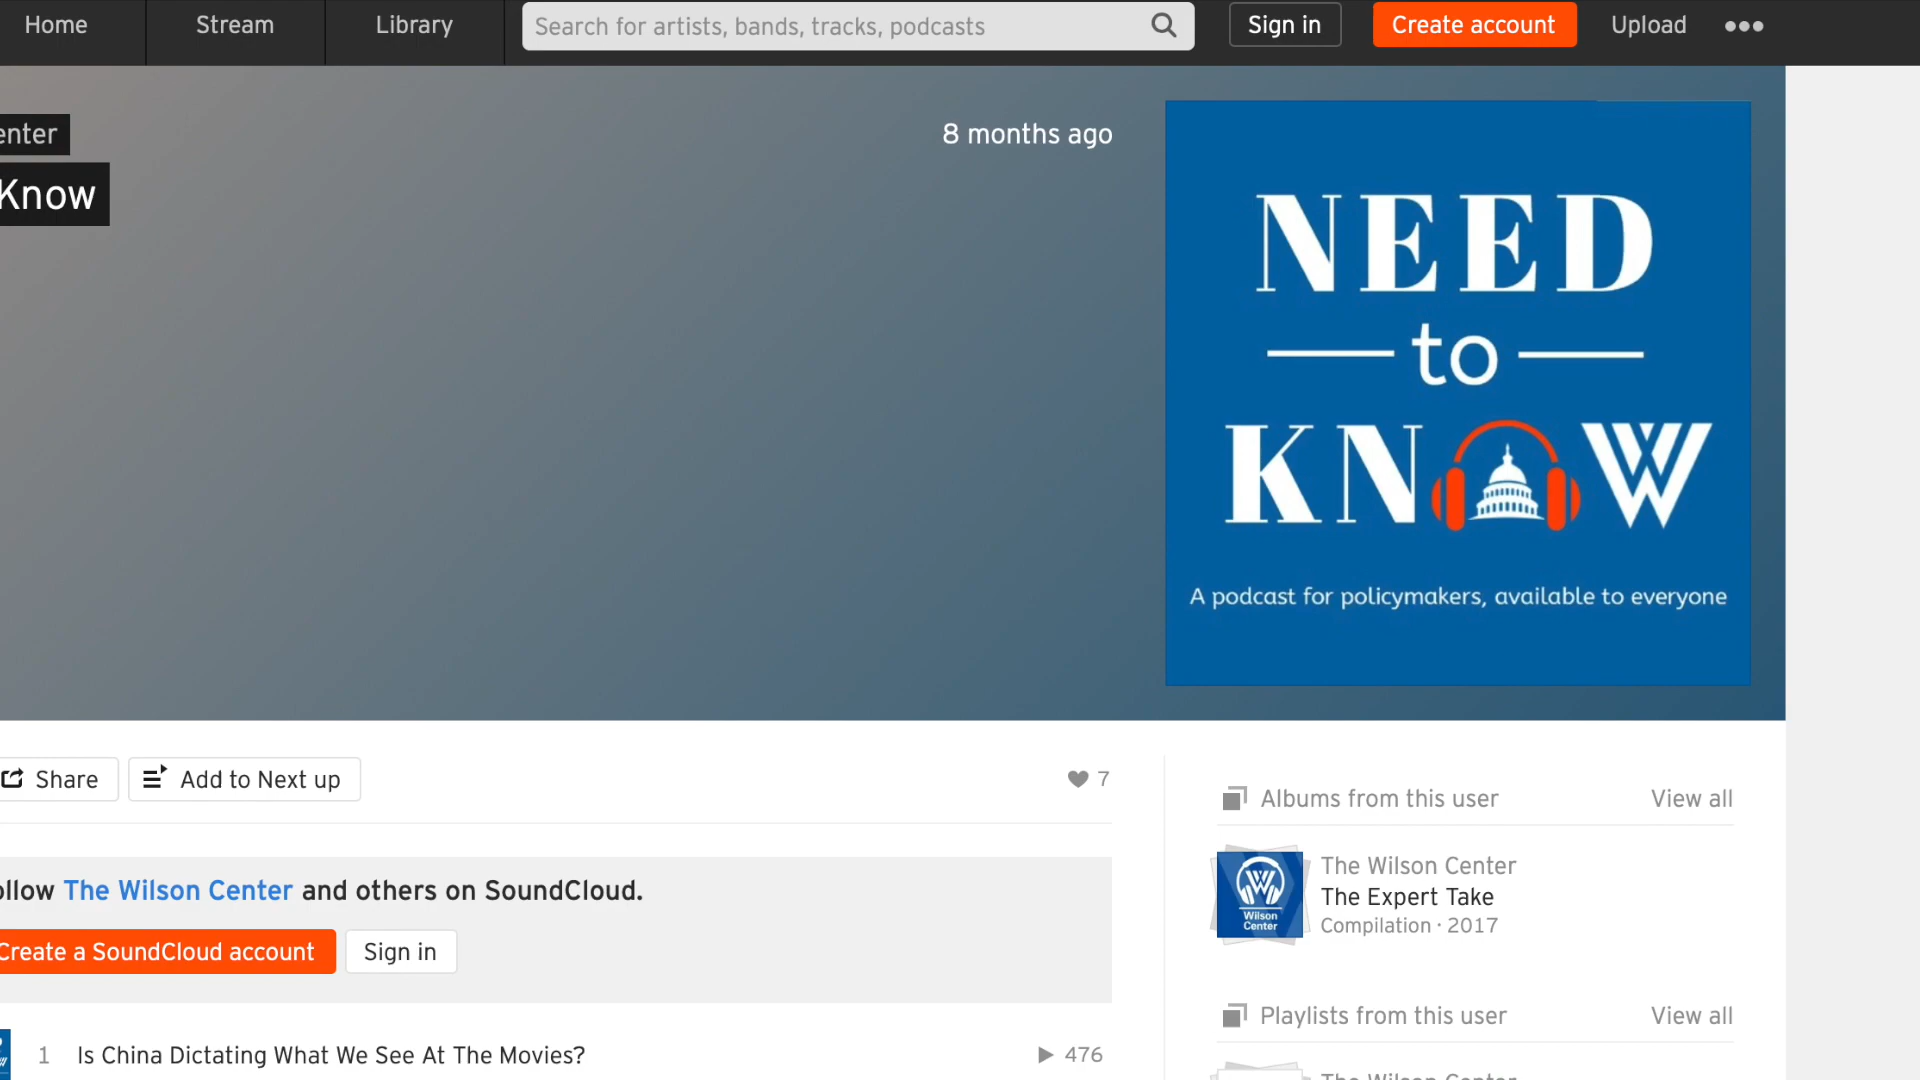 Home Stream Library Search for artists, bands, tracks, podcasts Sign in Create account Upload
enter
Know
8 months ago
NEED
to
KNOW
A podcast for policymakers, available to everyone
Share Add to Next up 7
ollow The Wilson Center and others on SoundCloud.
Create a SoundCloud account Sign in
1 Is China Dictating What We See At The Movies? 476
Albums from this user View all
The Wilson Center
The Expert Take
Compilation · 2017
Wilson
Center
Playlists from this user View all
The Wilson Center